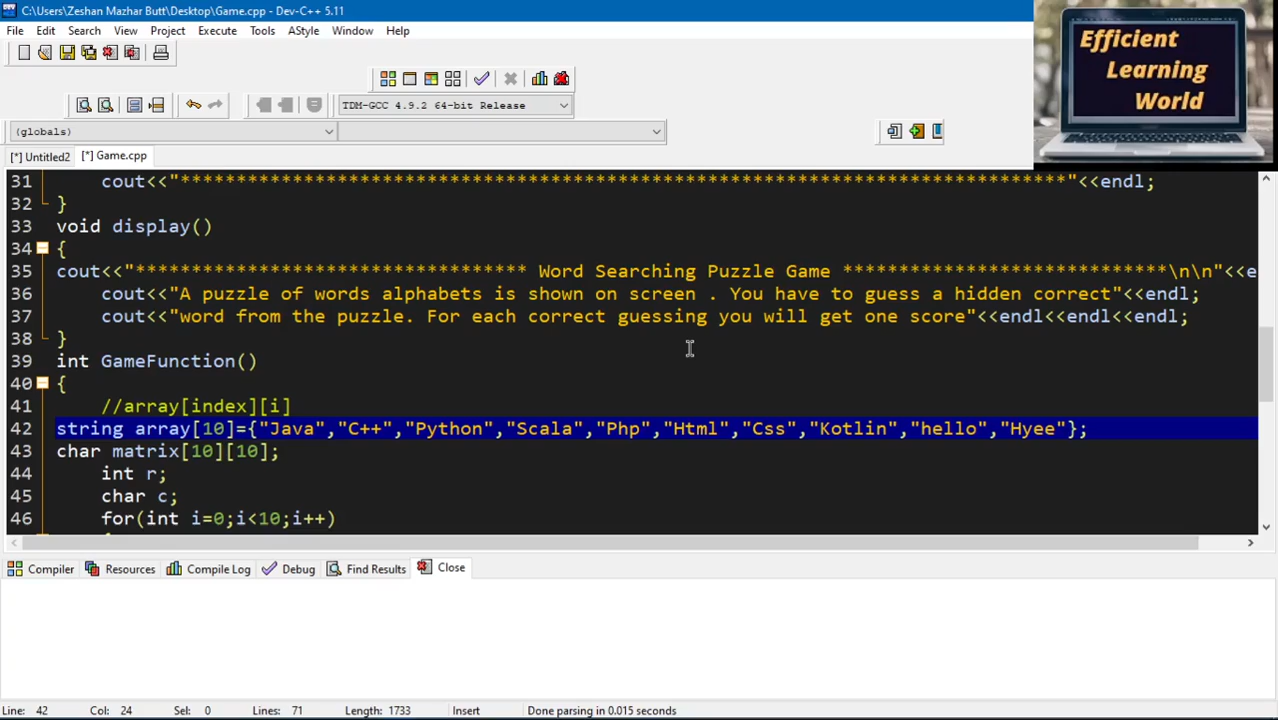 C:\Users\Zeshan Mazhar Butt\Desktop\Game.cpp - Dev-C++ 5.11
File Edit Search View Project Execute Tools AStyle Window Help
TDM-GCC 4.9.2 64-bit Release
(globals)
[*] Untitled2 [*] Game.cpp
Efficient
Learning
World
31 cout<<"*******************************************************************************"<<endl;
32 }
33 void display()
34 {
35 cout<<"*********************************** Word Searching Puzzle Game *****************************\n\n"<<e
36 cout<<"A puzzle of words alphabets is shown on screen . You have to guess a hidden correct"<<endl;
37 cout<<"word from the puzzle. For each correct guessing you will get one score"<<endl<<endl<<endl;
38 }
39 int GameFunction()
40 {
41 //array[index][i]
42 string array[10]={"Java","C++","Python","Scala","Php","Html","Css","Kotlin","hello","Hyee"};
43 char matrix[10][10];
44 int r;
45 char c;
46 for(int i=0;i<10;i++)
Compiler Resources Compile Log Debug Find Results Close
Line: 42 Col: 24 Sel: 0 Lines: 71 Length: 1733 Insert Done parsing in 0.015 seconds